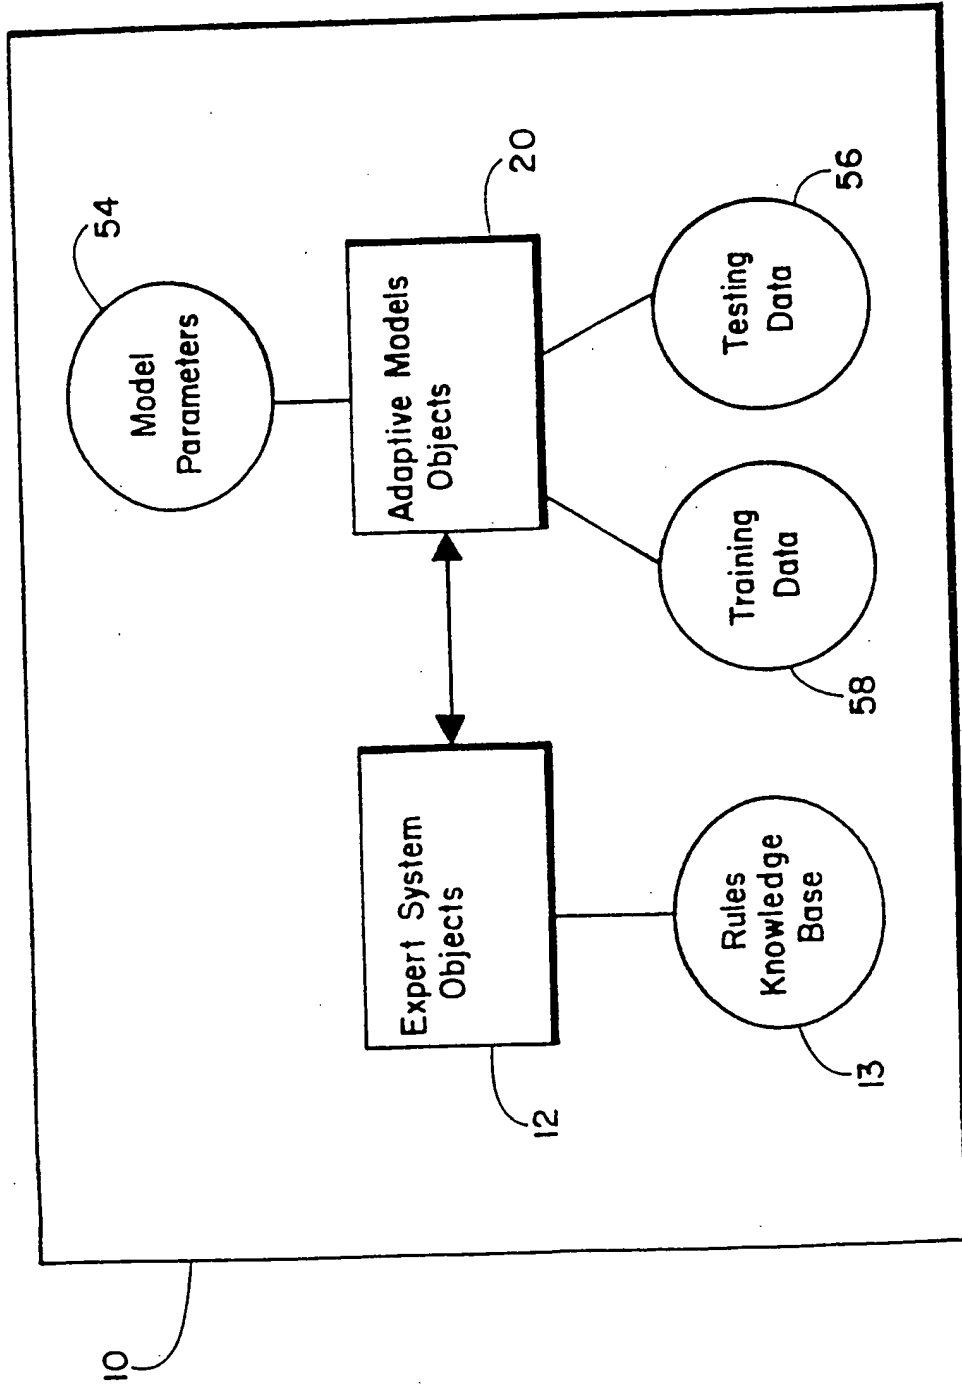 54
Model
Parameters
20
Adaptive Models
Objects
Expert System
Objects
12
Rules
Knowledge
Base
13
Training
Data
58
Testing
Data
56
10